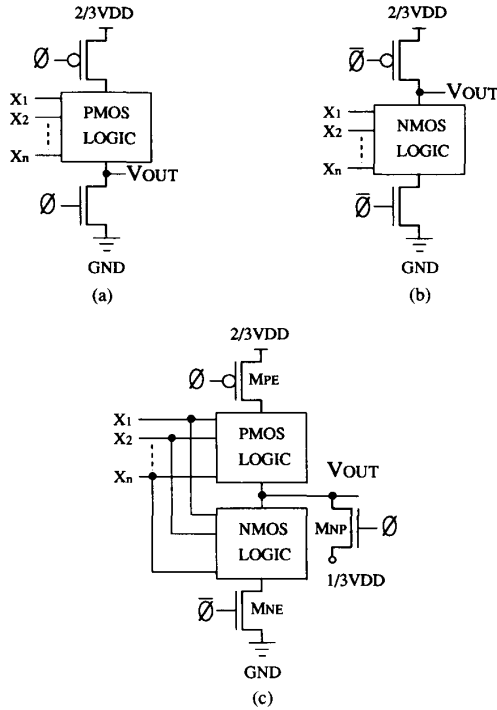 2/3VDD
Ø
X1
X2
Xn
PMOS
LOGIC
VOUT
Ø
GND
(a)
2/3VDD
Ø̅
VOUT
X1
X2
Xn
NMOS
LOGIC
Ø̅
GND
(b)
2/3VDD
Ø
MPE
X1
X2
Xn
PMOS
LOGIC
VOUT
NMOS
LOGIC
MNP
Ø
1/3VDD
Ø̅
MNE
GND
(c)